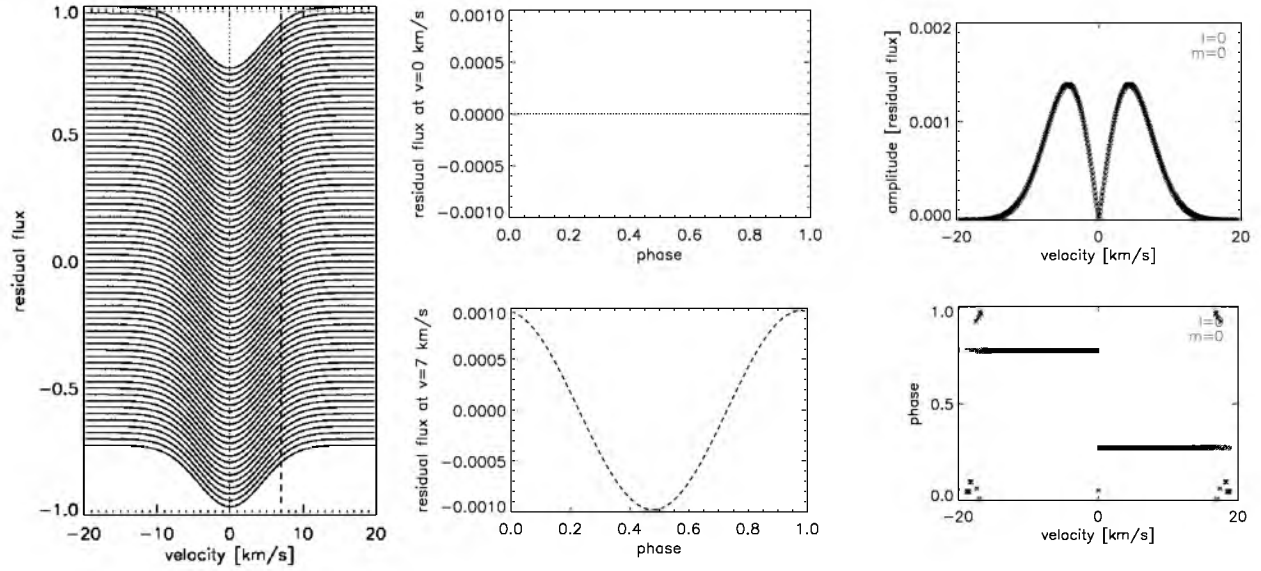 residual flux
1.0
0.5
0.0
−0.5
−1.0
−20 −10 0 10 20
velocity [km/s]
residual flux at v=0 km/s
0.0010
0.0005
0.0000
−0.0005
−0.0010
0.0 0.2 0.4 0.6 0.8 1.0
phase
residual flux at v=7 km/s
0.0010
0.0005
0.0000
−0.0005
−0.0010
0.0 0.2 0.4 0.6 0.8 1.0
phase
amplitude [residual flux]
0.002
0.001
0.000
l=0
m=0
−20 0 20
velocity [km/s]
phase
1.0
0.5
0.0
l=0
m=0
−20 0 20
velocity [km/s]